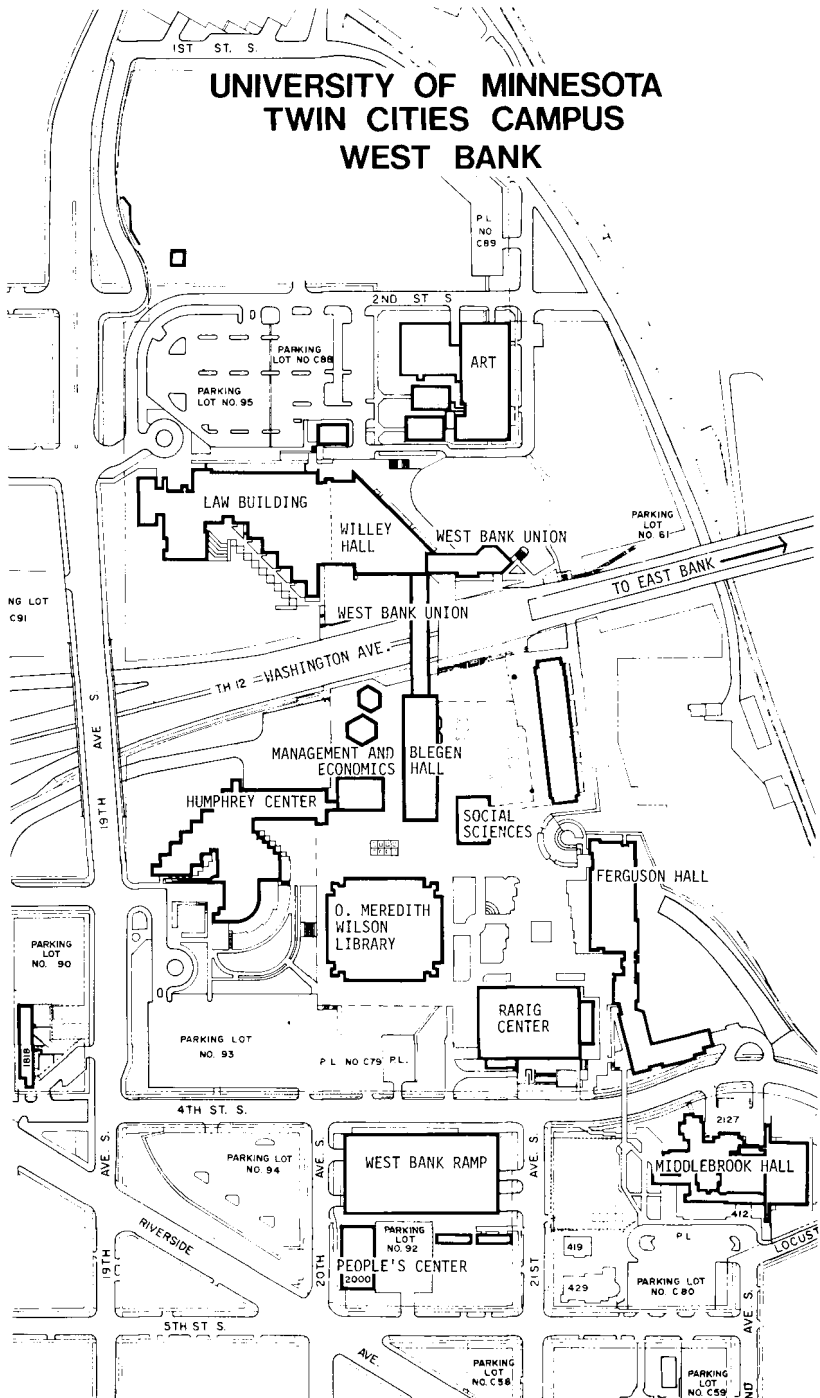 1ST ST. S.
UNIVERSITY OF MINNESOTA
TWIN CITIES CAMPUS
WEST BANK
P L
NO
C89
2ND ST S
PARKING
LOT NO C88
ART
PARKING
LOT NO. 95
LAW BUILDING
WILLEY
HALL
WEST BANK UNION
PARKING
LOT
NO. 61
TO EAST BANK
NG LOT
C91
WEST BANK UNION
TH 12 WASHINGTON AVE.
19TH AVE S.
MANAGEMENT AND
ECONOMICS
BLEGEN
HALL
HUMPHREY CENTER
SOCIAL
SCIENCES
FERGUSON HALL
O. MEREDITH
WILSON
LIBRARY
PARKING
LOT
NO. 90
RARIG
CENTER
1818
PARKING LOT
NO. 93
P L NO C79
P.L.
4TH ST. S.
2127
WEST BANK RAMP
PARKING LOT
NO. 94
MIDDLEBROOK HALL
19TH AVE S.
20TH AVE. S.
21ST AVE. S.
RIVERSIDE
412
PARKING
LOT
NO. 92
PEOPLE'S CENTER
2000
419
429
P L
LOCUST
PARKING LOT
NO. C80
5TH ST S.
AVE.
PARKING
LOT
NO. C58
PARKING
LOT
NO. C59
ND AVE. S.